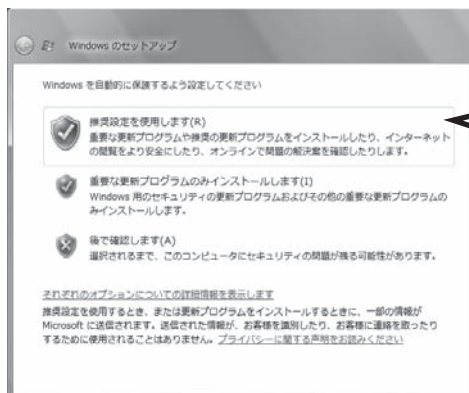 Windows のセットアップ
Windows を自動的に保護するよう設定してください
推奨設定を使用します(R)
重要な更新プログラムや推奨の更新プログラムをインストールしたり、インターネット
の閲覧をより安全にしたり、オンラインで問題の解決策を確認したりします。
重要な更新プログラムのみインストールします(I)
Windows 用のセキュリティの更新プログラムおよびその他の重要な更新プログラムの
みインストールします。
後で確認します(A)
選択されるまで、このコンピュータにセキュリティの問題が残る可能性があります。
それぞれのオプションについての詳細情報を表示します
推奨設定を使用するとき、または更新プログラムをインストールするときに、一部の情報が
Microsoft に送信されます。送信された情報が、お客様を識別したり、お客様に連絡を取ったり
するために使用されることはありません。プライバシーに関する声明をお読みください